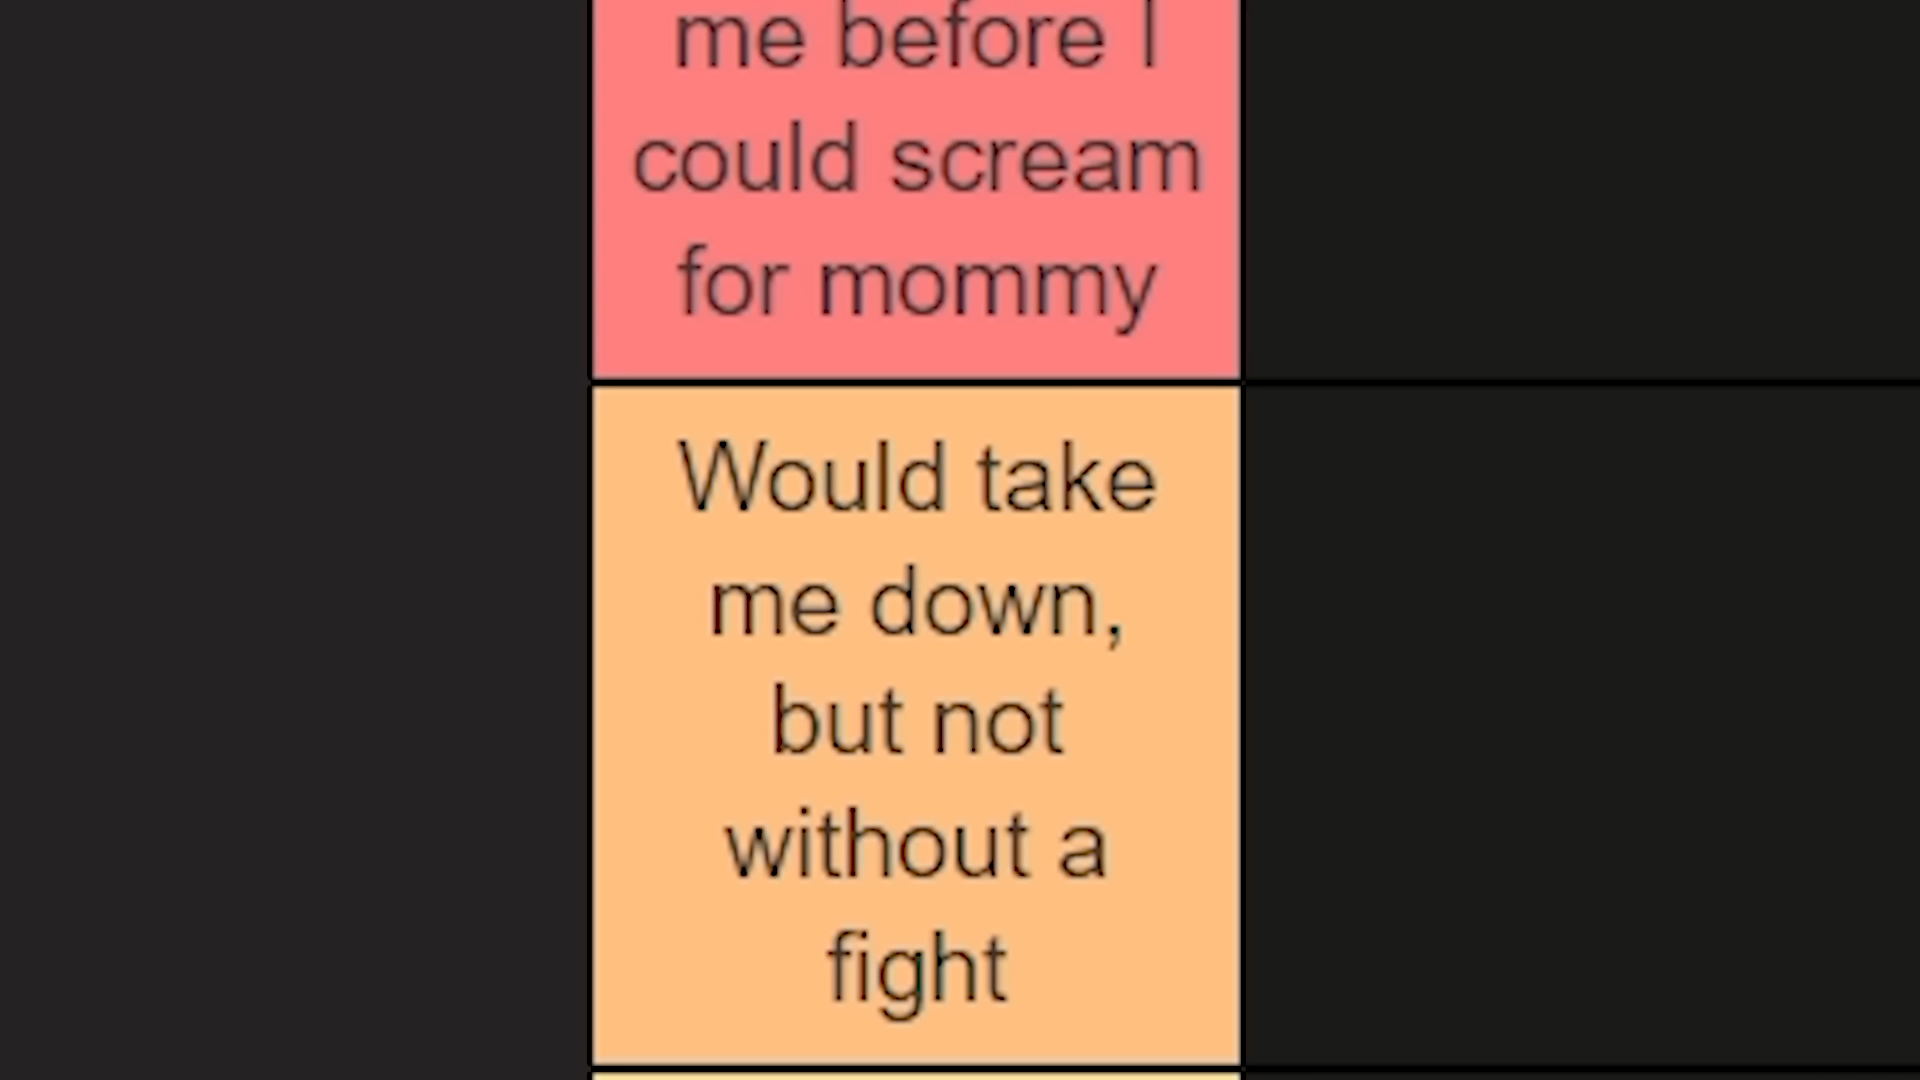 me before I
could scream
for mommy
Would take
me down,
but not
without a
fight